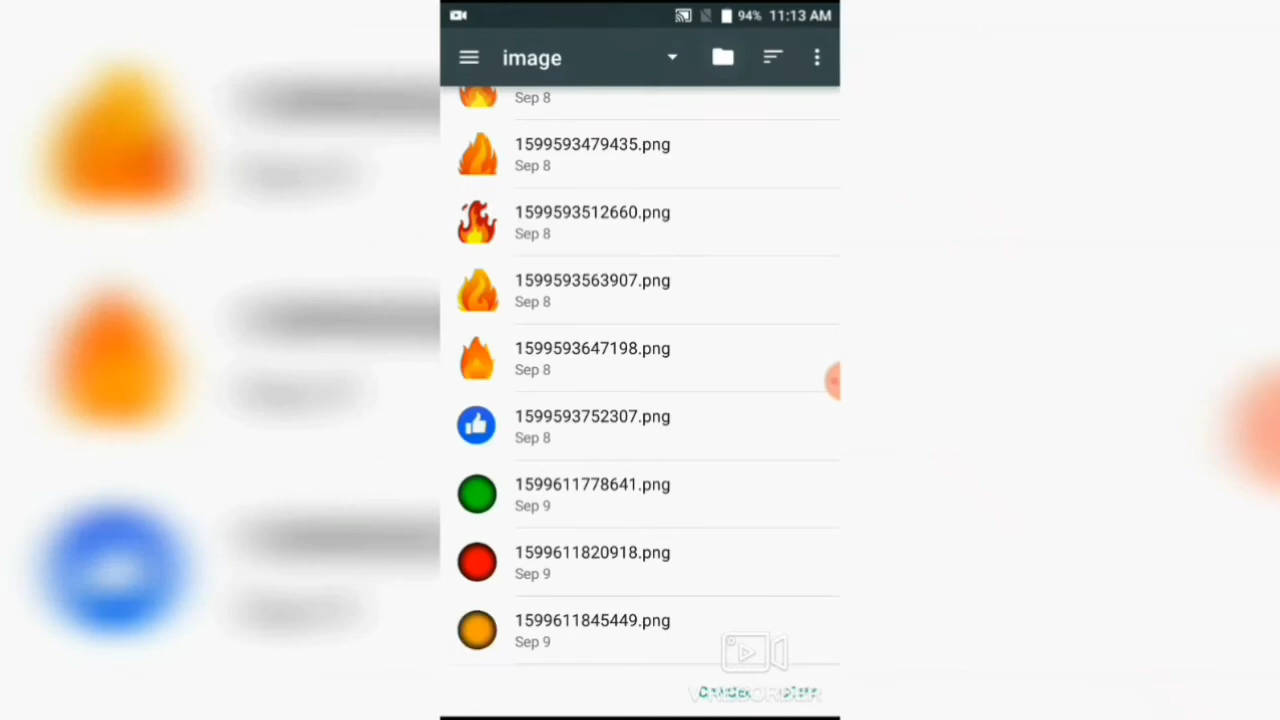 94% 11:13 AM
image
Sep 8
1599593479435.png
Sep 8
1599593512660.png
Sep 8
1599593563907.png
Sep 8
1599593647198.png
Sep 8
1599593752307.png
Sep 8
1599611778641.png
Sep 9
1599611820918.png
Sep 9
1599611845449.png
Sep 9